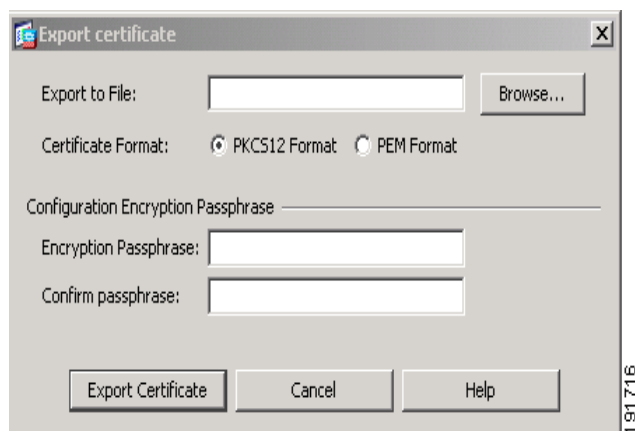 Export certificate
Export to File: Browse...
Certificate Format: PKCS12 Format PEM Format
Configuration Encryption Passphrase
Encryption Passphrase:
Confirm passphrase:
Export Certificate Cancel Help
191716